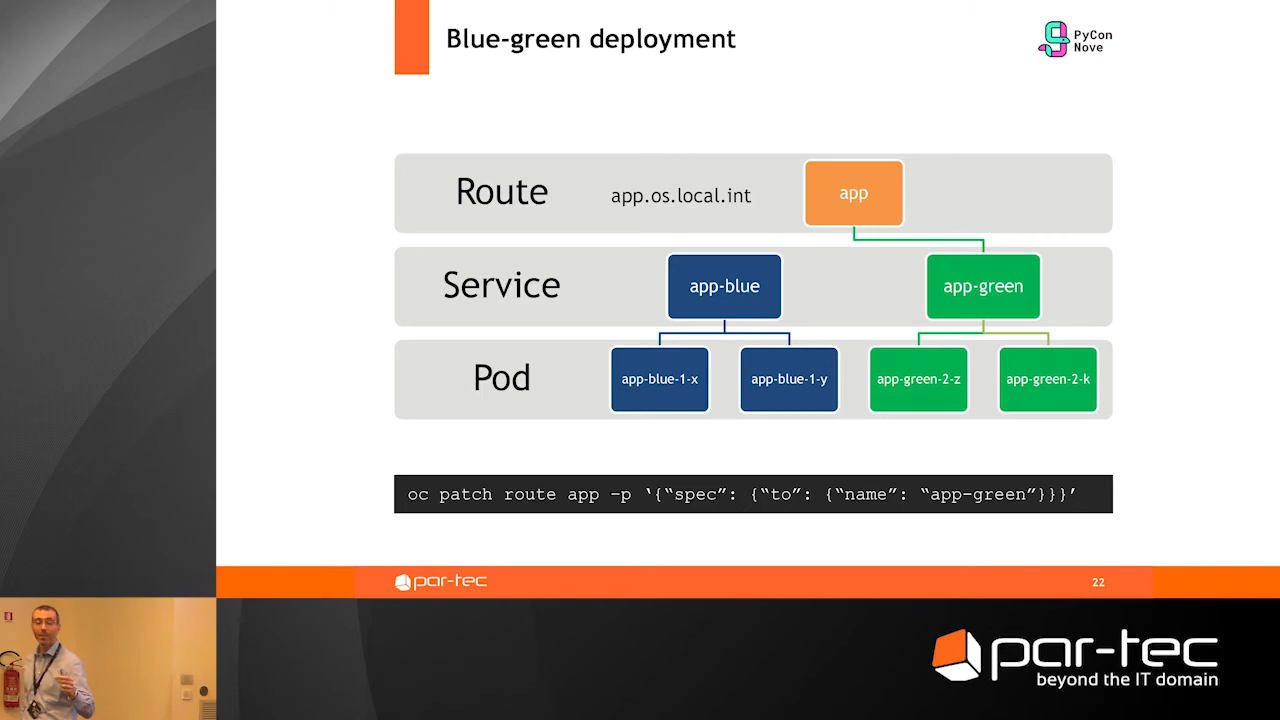 Blue-green deployment
PyCon
Nove
Route
app.os.local.int
app
Service
app-blue
app-green
Pod
app-blue-1-x
app-blue-1-y
app-green-2-z
app-green-2-k
oc patch route app -p ‘{“spec”: {“to”: {“name”: “app-green”}}}’
par-tec
22
par-tec
beyond the IT domain